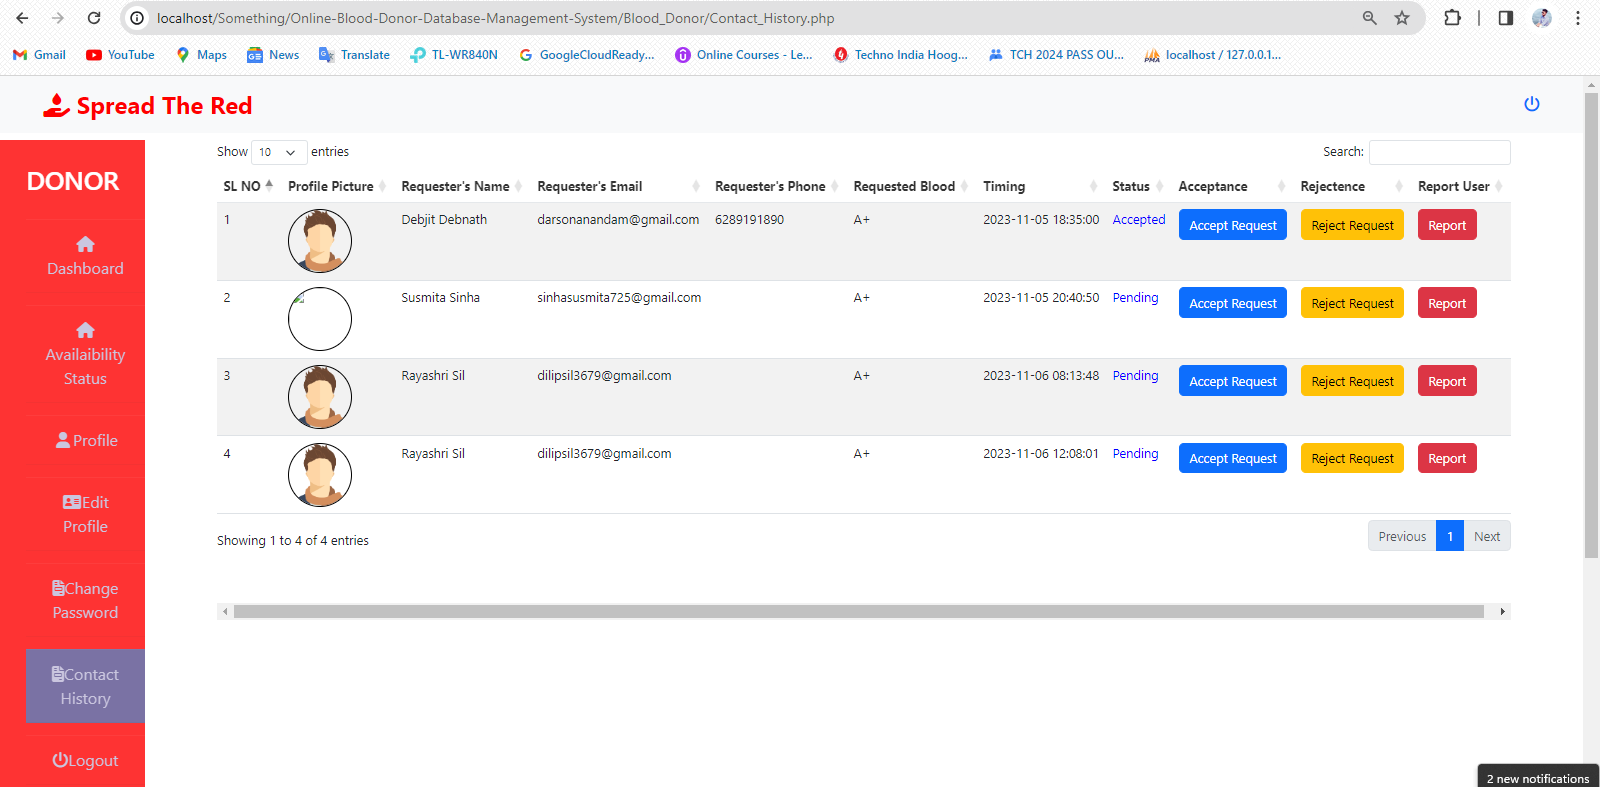 localhost/Something/Online-Blood-Donor-Database-Management-System/Blood_Donor/Contact_History.php
Gmail YouTube Maps News Translate TL-WR840N GoogleCloudReady... Online Courses - Le... Techno India Hoog... TCH 2024 PASS OU... PMA localhost / 127.0.0.1...
Spread The Red
DONOR
Dashboard
Availaibility
Status
Profile
Edit
Profile
Change
Password
Contact
History
Logout
Show 10 entries Search:
SL NO Profile Picture Requester's Name Requester's Email Requester's Phone Requested Blood Timing Status Acceptance Rejectence Report User
1 Debjit Debnath darsonanandam@gmail.com 6289191890 A+ 2023-11-05 18:35:00 Accepted Accept Request Reject Request Report
2 Susmita Sinha sinhasusmita725@gmail.com A+ 2023-11-05 20:40:50 Pending Accept Request Reject Request Report
3 Rayashri Sil dilipsil3679@gmail.com A+ 2023-11-06 08:13:48 Pending Accept Request Reject Request Report
4 Rayashri Sil dilipsil3679@gmail.com A+ 2023-11-06 12:08:01 Pending Accept Request Reject Request Report
Showing 1 to 4 of 4 entries Previous 1 Next
2 new notifications